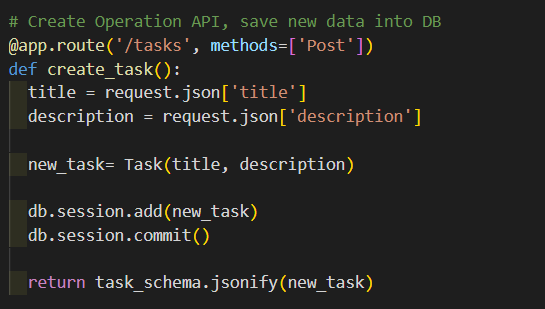 # Create Operation API, save new data into DB
@app.route('/tasks', methods=['Post'])
def create_task():
title = request.json['title']
description = request.json['description']
new_task= Task(title, description)
db.session.add(new_task)
db.session.commit()
return task_schema.jsonify(new_task)